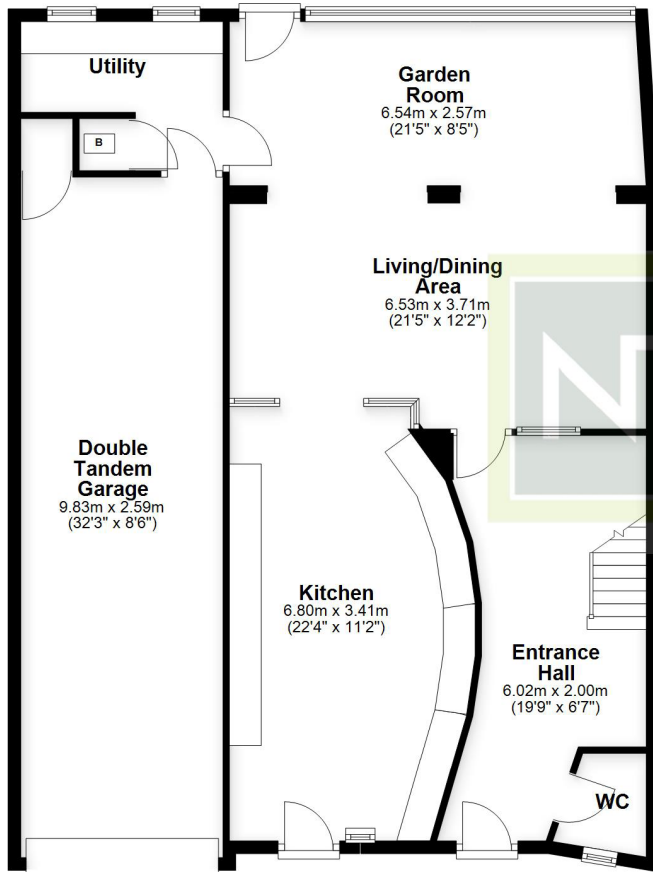 Utility
B
Garden
Room
6.54m x 2.57m
(21'5" x 8'5")
Living/Dining
Area
6.53m x 3.71m
(21'5" x 12'2")
Double
Tandem
Garage
9.83m x 2.59m
(32'3" x 8'6")
Kitchen
6.80m x 3.41m
(22'4" x 11'2")
Entrance
Hall
6.02m x 2.00m
(19'9" x 6'7")
WC